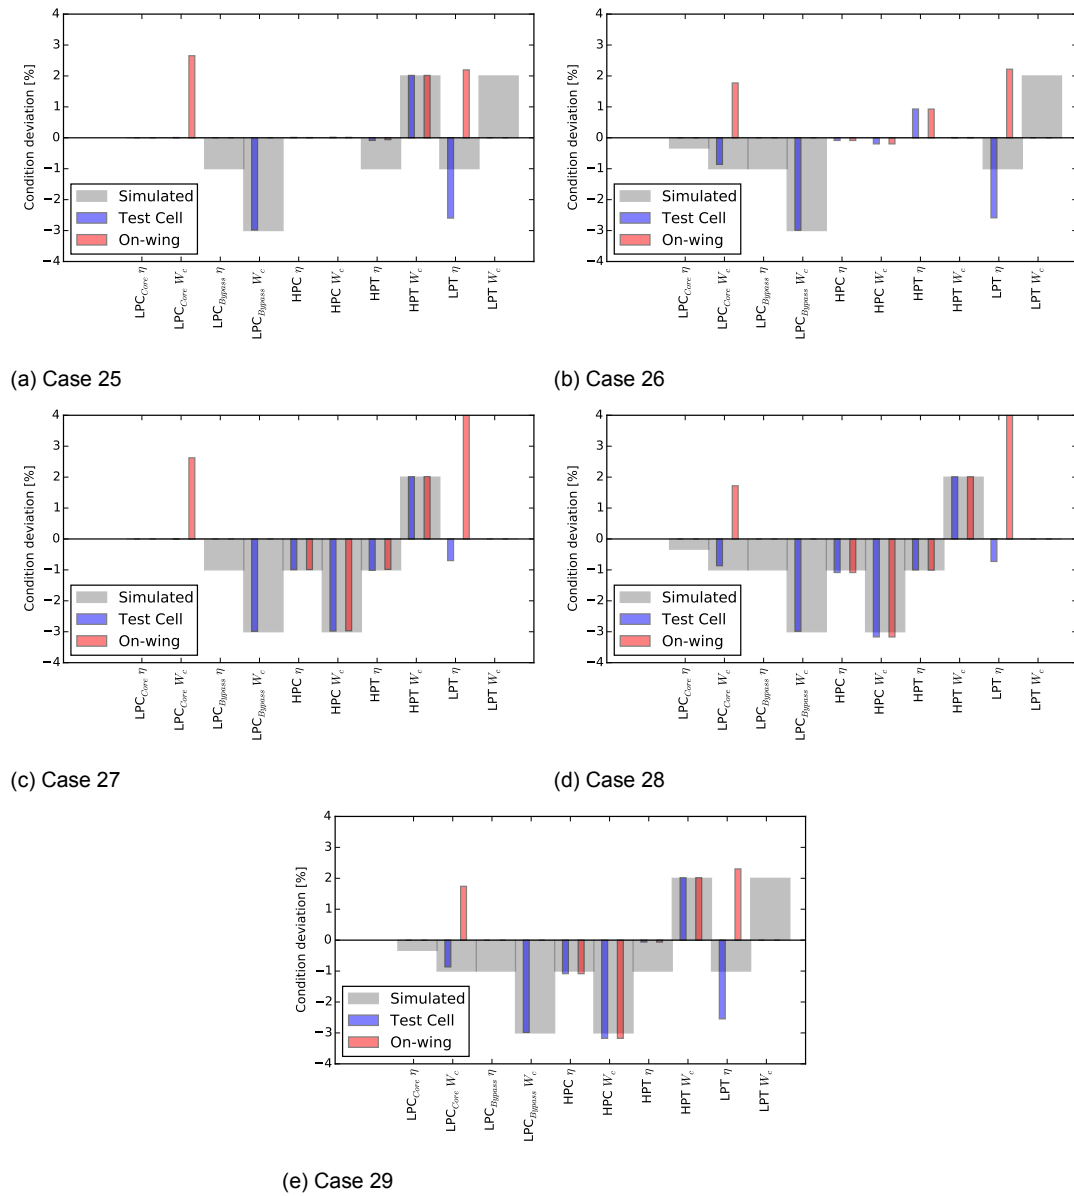 4
3
2
1
0
−1
−2
−3
−4
Condition deviation [%]
Simulated
Test Cell
On-wing
LPC_Core η
LPC_Core W_c
LPC_Bypass η
LPC_Bypass W_c
HPC η
HPC W_c
HPT η
HPT W_c
LPT η
LPT W_c
(a) Case 25
4
3
2
1
0
−1
−2
−3
−4
Condition deviation [%]
Simulated
Test Cell
On-wing
LPC_Core η
LPC_Core W_c
LPC_Bypass η
LPC_Bypass W_c
HPC η
HPC W_c
HPT η
HPT W_c
LPT η
LPT W_c
(b) Case 26
4
3
2
1
0
−1
−2
−3
−4
Condition deviation [%]
Simulated
Test Cell
On-wing
LPC_Core η
LPC_Core W_c
LPC_Bypass η
LPC_Bypass W_c
HPC η
HPC W_c
HPT η
HPT W_c
LPT η
LPT W_c
(c) Case 27
4
3
2
1
0
−1
−2
−3
−4
Condition deviation [%]
Simulated
Test Cell
On-wing
LPC_Core η
LPC_Core W_c
LPC_Bypass η
LPC_Bypass W_c
HPC η
HPC W_c
HPT η
HPT W_c
LPT η
LPT W_c
(d) Case 28
4
3
2
1
0
−1
−2
−3
−4
Condition deviation [%]
Simulated
Test Cell
On-wing
LPC_Core η
LPC_Core W_c
LPC_Bypass η
LPC_Bypass W_c
HPC η
HPC W_c
HPT η
HPT W_c
LPT η
LPT W_c
(e) Case 29